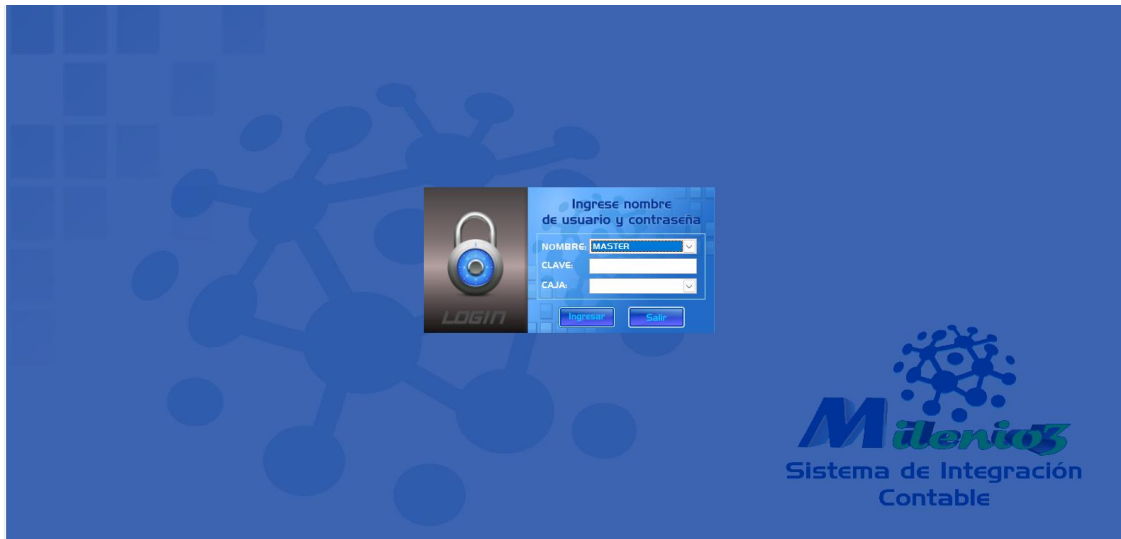 Ingrese nombre
de usuario y contraseña
NOMBRE: MASTER
CLAVE:
CAJA:
LOGIN
Ingresar Salir
Milenio3
Sistema de Integración
Contable